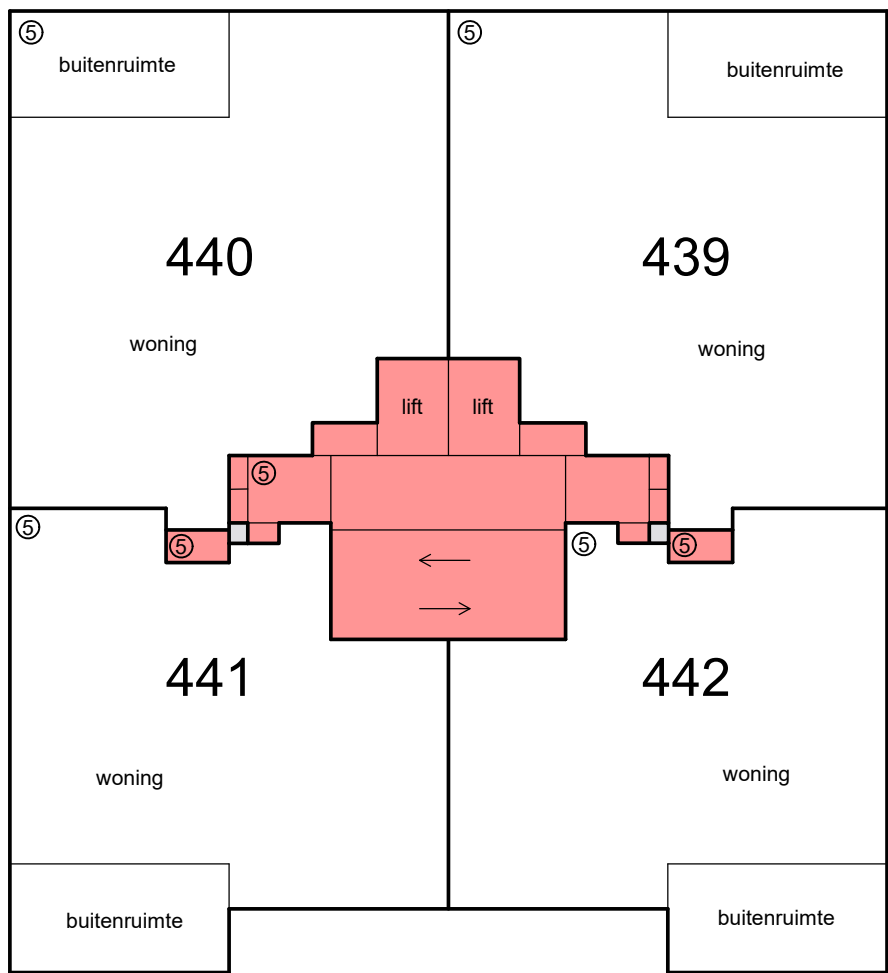 ⑤
⑤
buitenruimte
buitenruimte
440
439
woning
woning
lift
lift
⑤
⑤
⑤
⑤
⑤
441
442
woning
woning
buitenruimte
buitenruimte